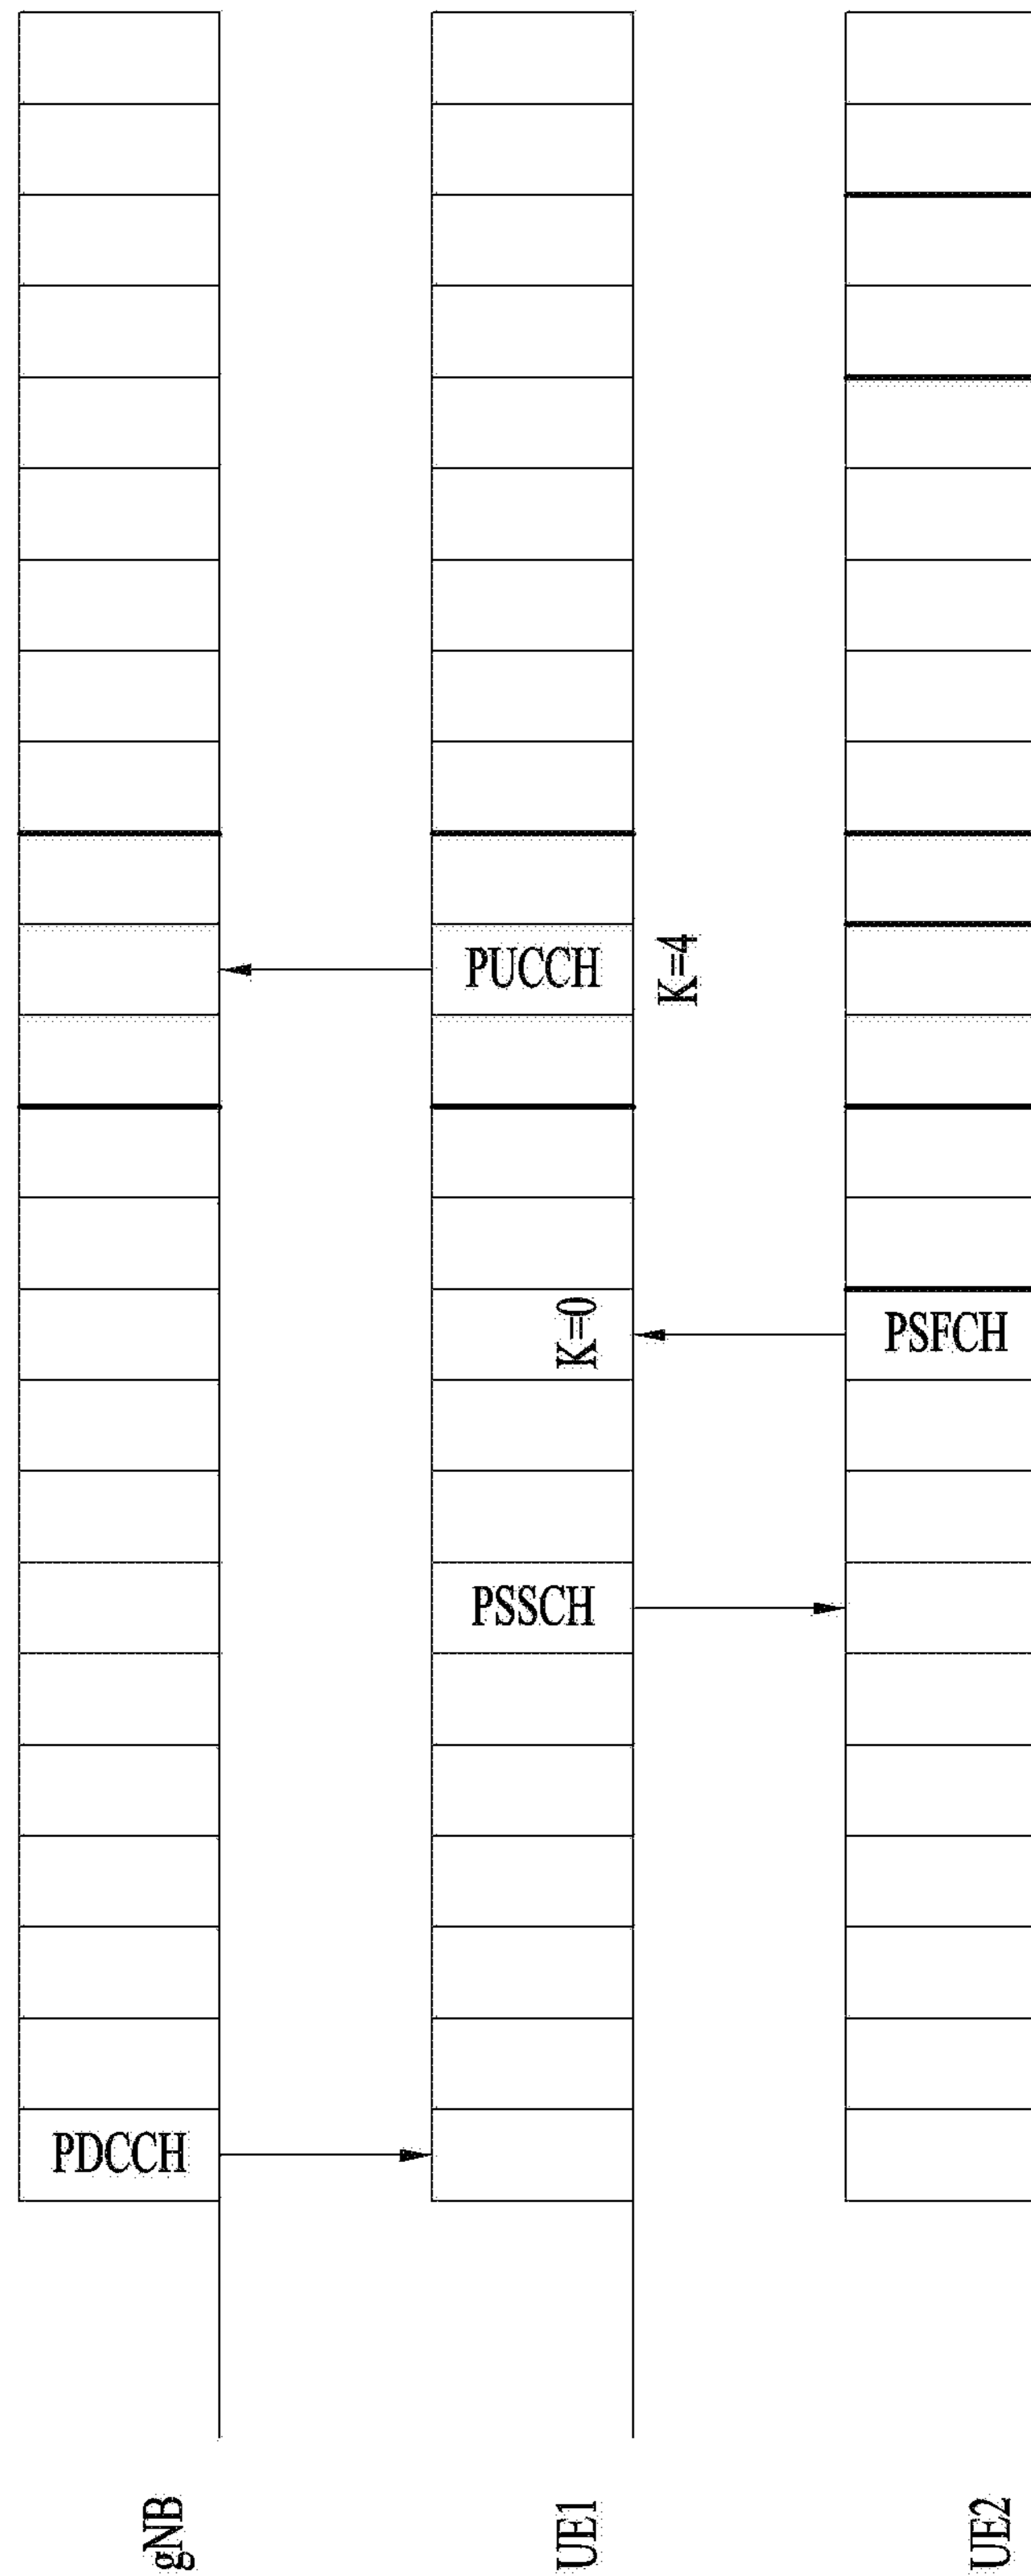 PUCCH
K=4
K=0
PSFCH
PSSCH
PDCCH
gNB
UE1
UE2